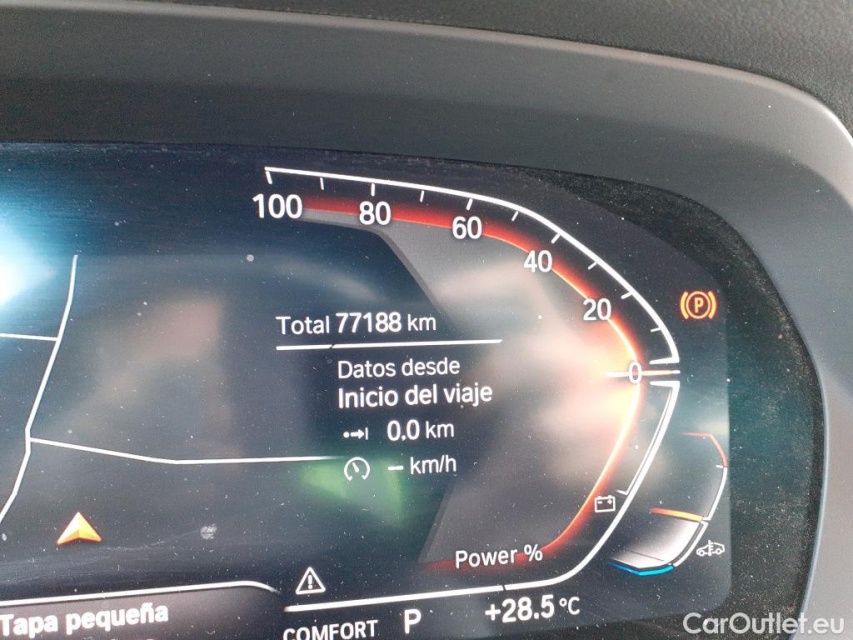 100
80
60
40
20
0
Total 77188 km
Datos desde
Inicio del viaje
0.0 km
– km/h
Power %
Tapa pequeña
COMFORT P +28.5 °C
(P)
CarOutlet.eu